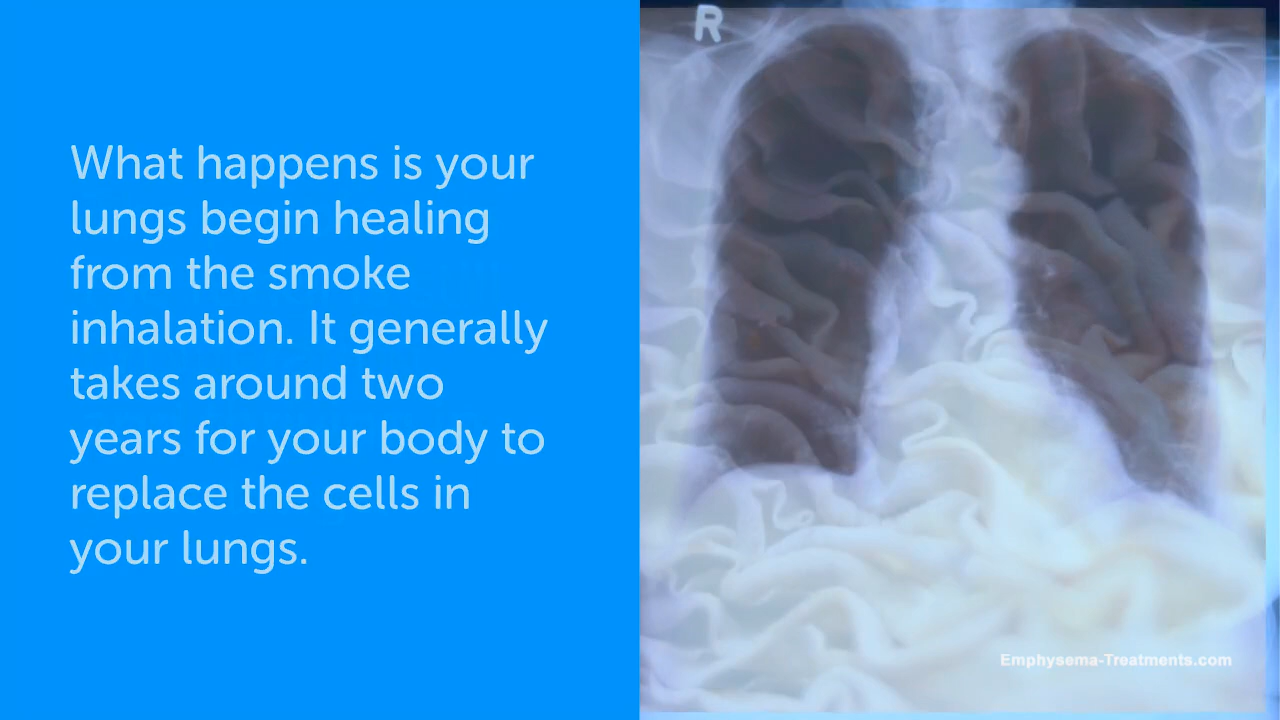 What happens is your
lungs begin healing
from the smoke
inhalation. It generally
takes around two
years for your body to
replace the cells in
your lungs.
R
Emphysema-Treatments.com